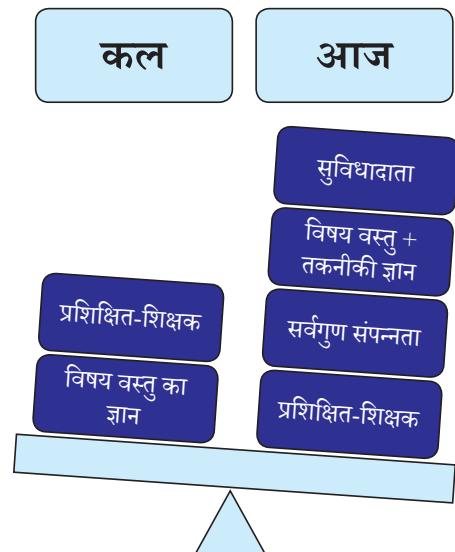 कल
आज
सुविधादाता
विषय वस्तु +
तकनीकी ज्ञान
सर्वगुण संपन्नता
प्रशिक्षित-शिक्षक
प्रशिक्षित-शिक्षक
विषय वस्तु का
ज्ञान